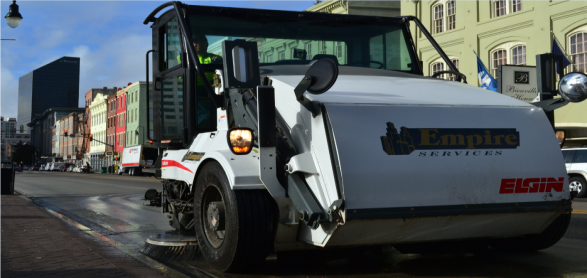 Empire
SERVICES
ELGIN
B